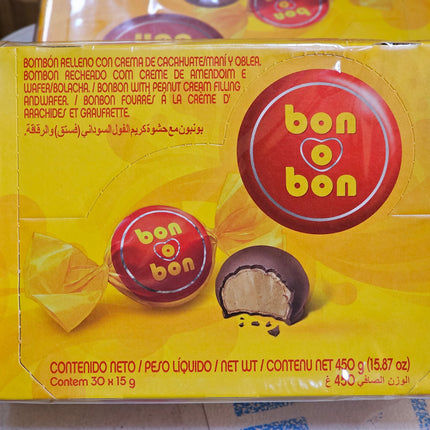 BOMBÓN RELLENO CON CREMA DE CACAHUATE/MANÍ Y OBLEA.
BOMBOM RECHEADO COM CREME DE AMENDOIM E
WAFER/BOLACHA. / BONBON WITH PEANUT CREAM FILLING
ANDWAFER. / BONBON FOURARÉS À LA CRÈME D'
ARACHIDES ET GRAUFRETTE.
بونبون مع حشوة كريم الفول السوداني (فستق) والرقاقة.
bon
o
bon
bon
bon
CONTENIDO NETO / PESO LÍQUIDO / NET WT / CONTENU NET 450 g (15.87 oz)
Contem 30 x 15 g
الوزن الصافي 450 غ